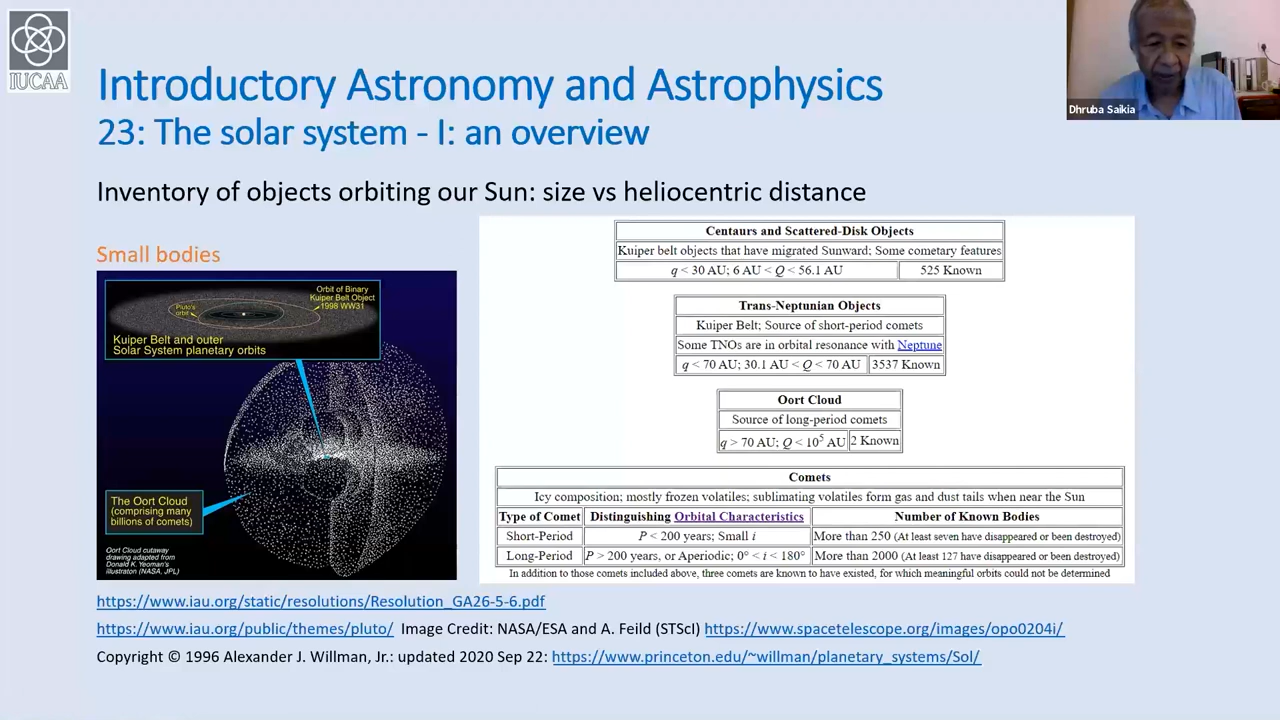 IUCAA
Dhruba Saikia
Introductory Astronomy and Astrophysics
23: The solar system - I: an overview
Inventory of objects orbiting our Sun: size vs heliocentric distance
Small bodies
Orbit of Binary
Kuiper Belt Object
1998 WW31
Pluto's
orbit
Kuiper Belt and outer
Solar System planetary orbits
The Oort Cloud
(comprising many
billions of comets)
Oort Cloud cutaway
drawing adapted from
Donald K. Yeoman's
illustraton (NASA, JPL)
Centaurs and Scattered-Disk Objects
Kuiper belt objects that have migrated Sunward; Some cometary features
q < 30 AU; 6 AU < Q < 56.1 AU 525 Known
Trans-Neptunian Objects
Kuiper Belt; Source of short-period comets
Some TNOs are in orbital resonance with Neptune
q < 70 AU; 30.1 AU < Q < 70 AU 3537 Known
Oort Cloud
Source of long-period comets
q > 70 AU; Q < 10⁵ AU 2 Known
Comets
Icy composition; mostly frozen volatiles; sublimating volatiles form gas and dust tails when near the Sun
Type of Comet Distinguishing Orbital Characteristics Number of Known Bodies
Short-Period P < 200 years; Small i More than 250 (At least seven have disappeared or been destroyed)
Long-Period P > 200 years, or Aperiodic; 0° < i < 180° More than 2000 (At least 127 have disappeared or been destroyed)
In addition to those comets included above, three comets are known to have existed, for which meaningful orbits could not be determined
https://www.iau.org/static/resolutions/Resolution_GA26-5-6.pdf
https://www.iau.org/public/themes/pluto/ Image Credit: NASA/ESA and A. Feild (STScI) https://www.spacetelescope.org/images/opo0204i/
Copyright © 1996 Alexander J. Willman, Jr.: updated 2020 Sep 22: https://www.princeton.edu/~willman/planetary_systems/Sol/